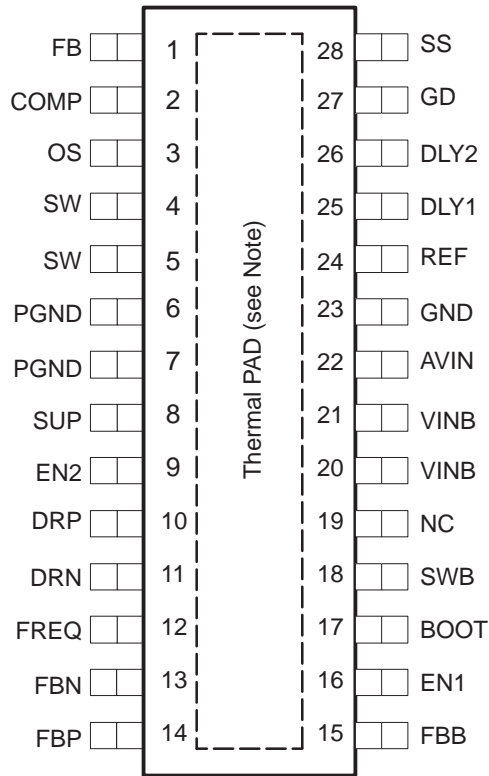 FB 1 28 SS
COMP 2 27 GD
OS 3 26 DLY2
SW 4 25 DLY1
SW 5 24 REF
PGND 6 23 GND
PGND 7 22 AVIN
SUP 8 21 VINB
EN2 9 20 VINB
DRP 10 19 NC
DRN 11 18 SWB
FREQ 12 17 BOOT
FBN 13 16 EN1
FBP 14 15 FBB
Thermal PAD (see Note)